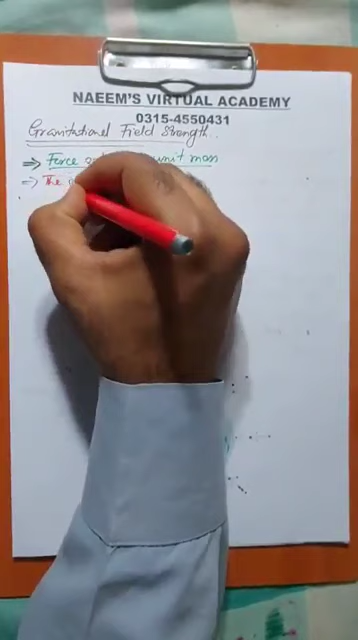 NAEEM'S VIRTUAL ACADEMY
0315-4550431
Gravitational Field Strength.
=> Force unit mass
=> The